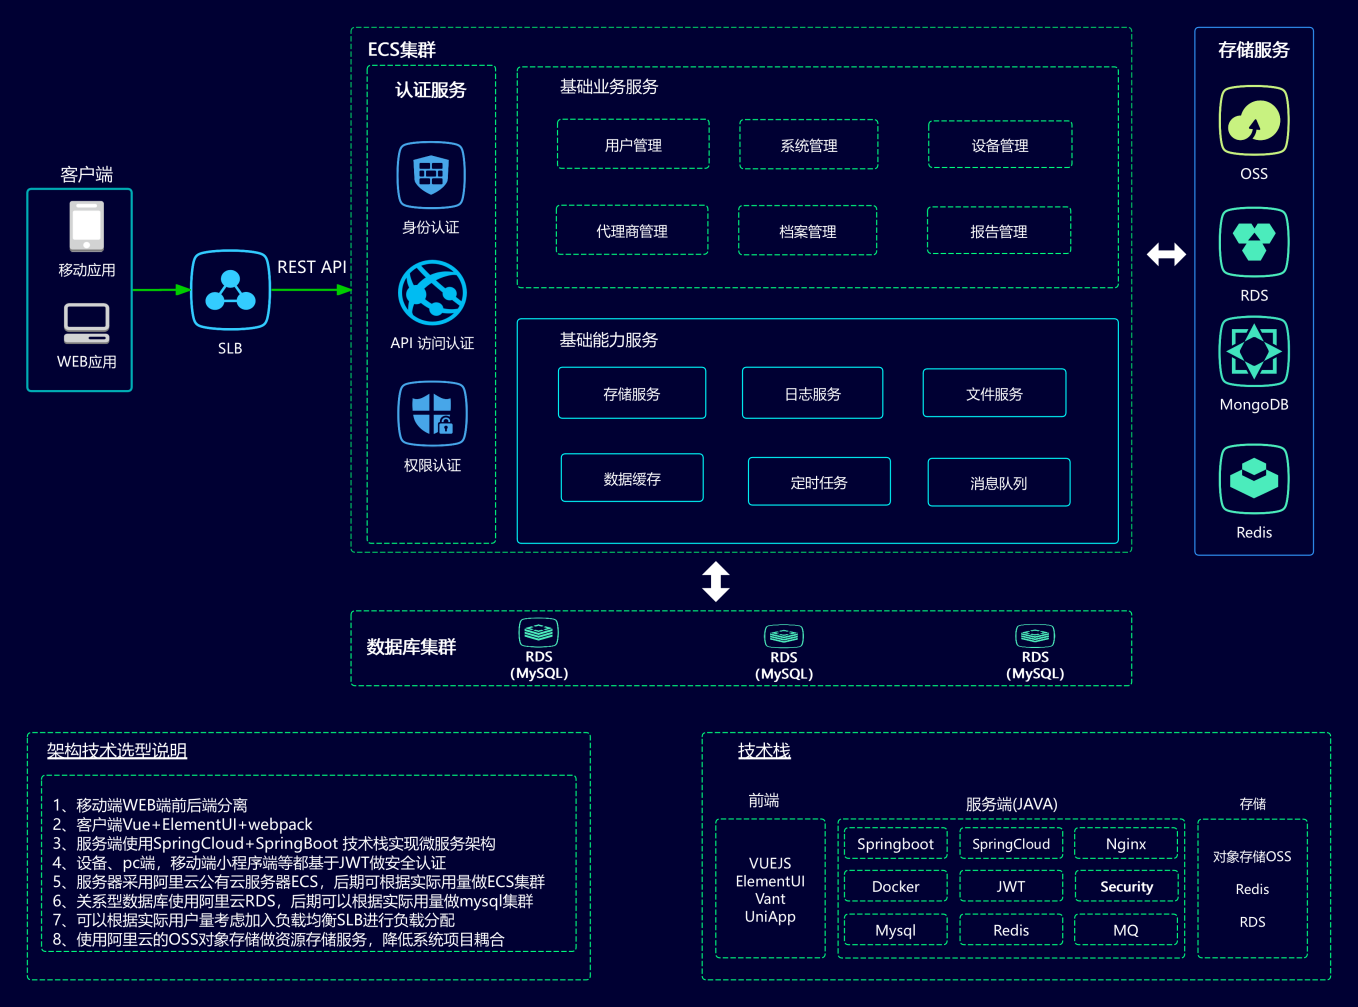 客户端
移动应用
WEB应用
SLB
REST API
ECS集群
认证服务
身份认证
API 访问认证
权限认证
基础业务服务
用户管理
系统管理
设备管理
代理商管理
档案管理
报告管理
基础能力服务
存储服务
日志服务
文件服务
数据缓存
定时任务
消息队列
存储服务
OSS
RDS
MongoDB
Redis
数据库集群
RDS
(MySQL)
RDS
(MySQL)
RDS
(MySQL)
架构技术选型说明
1、移动端WEB端前后端分离
2、客户端Vue+ElementUI+webpack
3、服务端使用SpringCloud+SpringBoot 技术栈实现微服务架构
4、设备、pc端，移动端小程序端等都基于JWT做安全认证
5、服务器采用阿里云公有云服务器ECS，后期可根据实际用量做ECS集群
6、关系型数据库使用阿里云RDS，后期可以根据实际用量做mysql集群
7、可以根据实际用户量考虑加入负载均衡SLB进行负载分配
8、使用阿里云的OSS对象存储做资源存储服务，降低系统项目耦合
技术栈
前端
VUEJS
ElementUI
Vant
UniApp
服务端(JAVA)
Springboot
SpringCloud
Nginx
Docker
JWT
Security
Mysql
Redis
MQ
存储
对象存储OSS
Redis
RDS